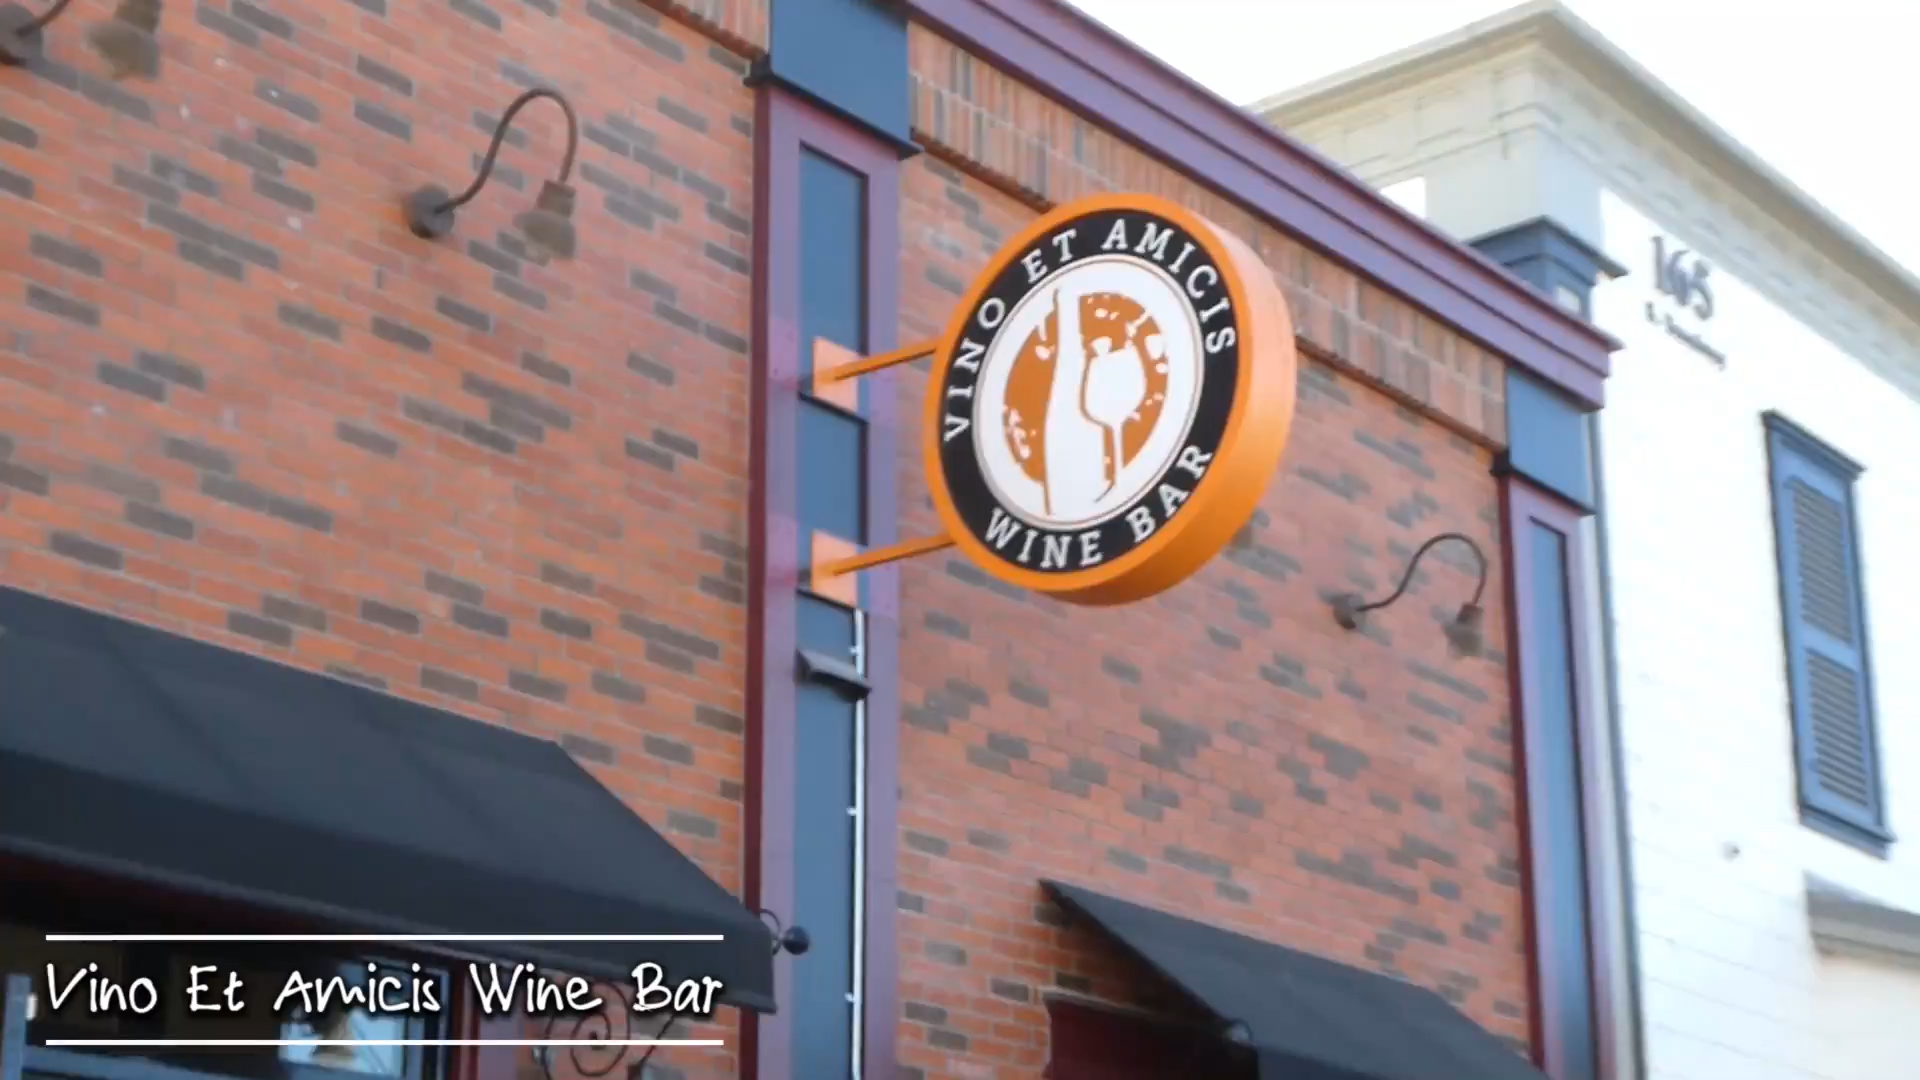 VINO ET AMICIS
WINE BAR
165
Vino Et Amicis Wine Bar